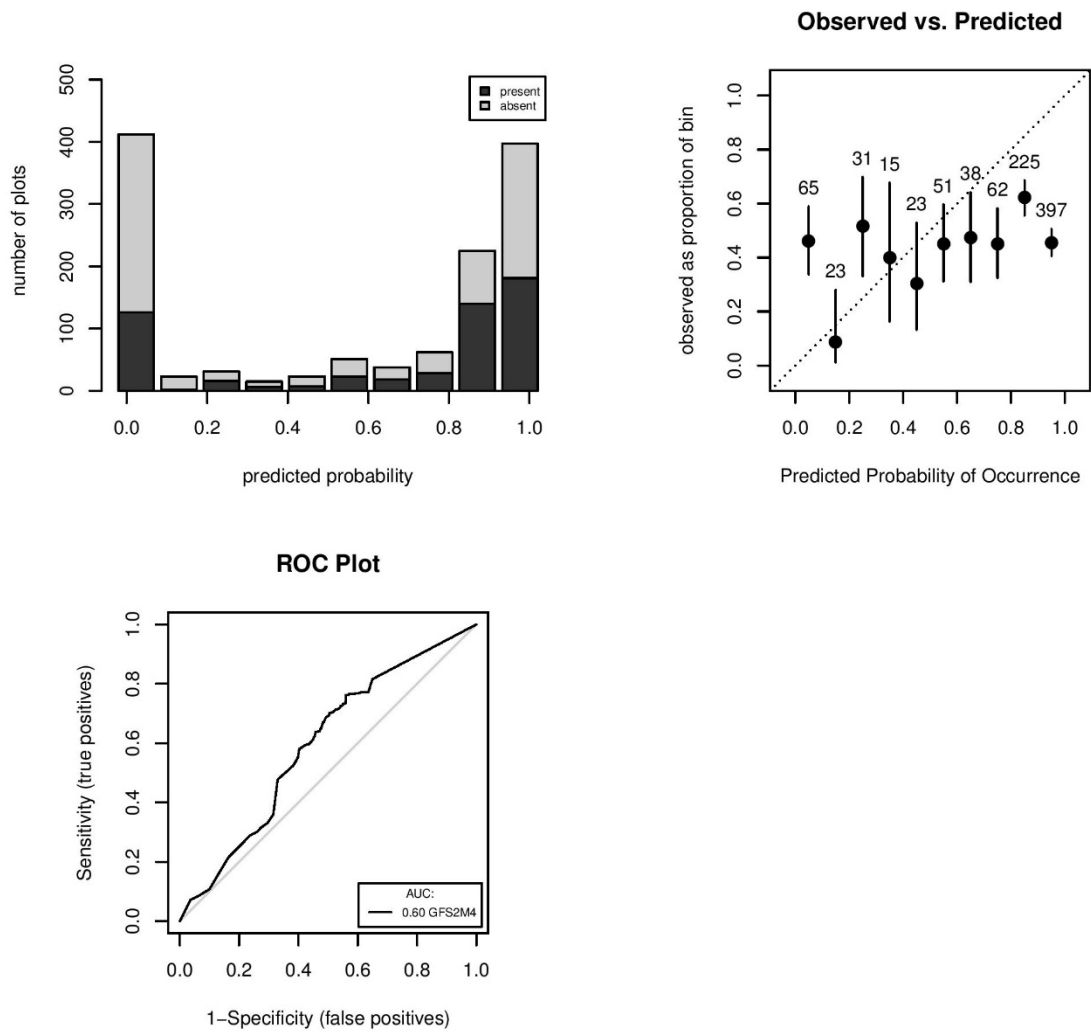 500
400
300
200
100
0
number of plots
present
absent
0.0 0.2 0.4 0.6 0.8 1.0
predicted probability
Observed vs. Predicted
1.0
0.8
0.6
0.4
0.2
0.0
observed as proportion of bin
65
23
31
15
23
51
38
62
225
397
0.0 0.2 0.4 0.6 0.8 1.0
Predicted Probability of Occurrence
ROC Plot
1.0
0.8
0.6
0.4
0.2
0.0
Sensitivity (true positives)
AUC:
0.60 GFS2M4
0.0 0.2 0.4 0.6 0.8 1.0
1−Specificity (false positives)